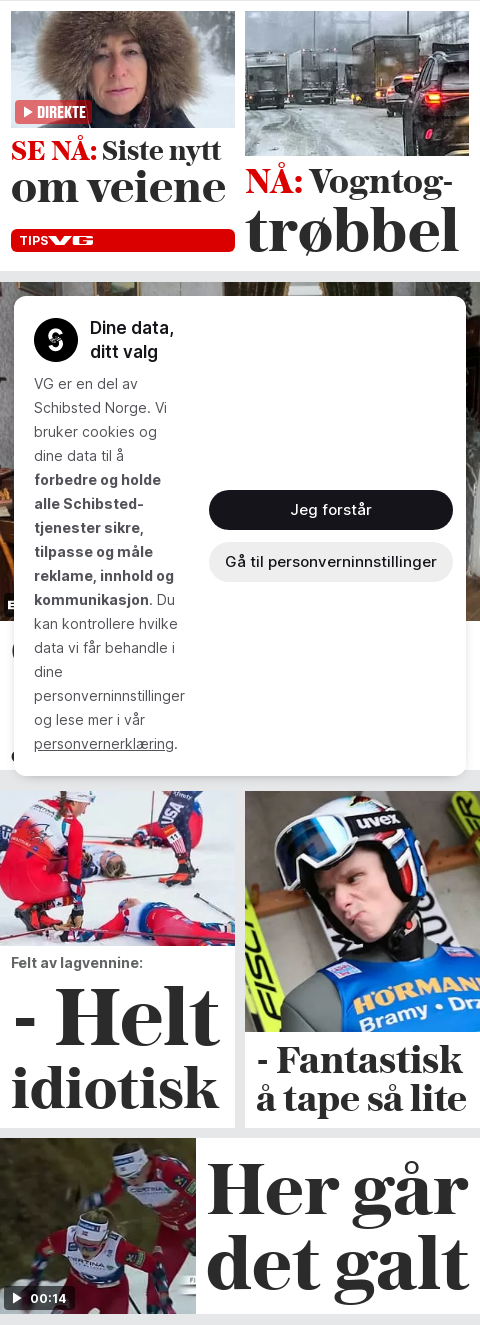 DIREKTE
SE NÅ: Siste nytt
om veiene
TIPS VG
NÅ: Vogntog-
trøbbel
Dine data,
ditt valg
VG er en del av
Schibsted Norge. Vi
bruker cookies og
dine data til å
forbedre og holde
alle Schibsted-
tjenester sikre,
tilpasse og måle
reklame, innhold og
kommunikasjon. Du
kan kontrollere hvilke
data vi får behandle i
dine
personverninnstillinger
og lese mer i vår
personvernerklæring.
Jeg forstår
Gå til personverninnstillinger
USA
uvex
HÖRMANN
Bramy • Drz
Felt av lagvennine:
- Helt
idiotisk
- Fantastisk
å tape så lite
00:14
Her går
det galt